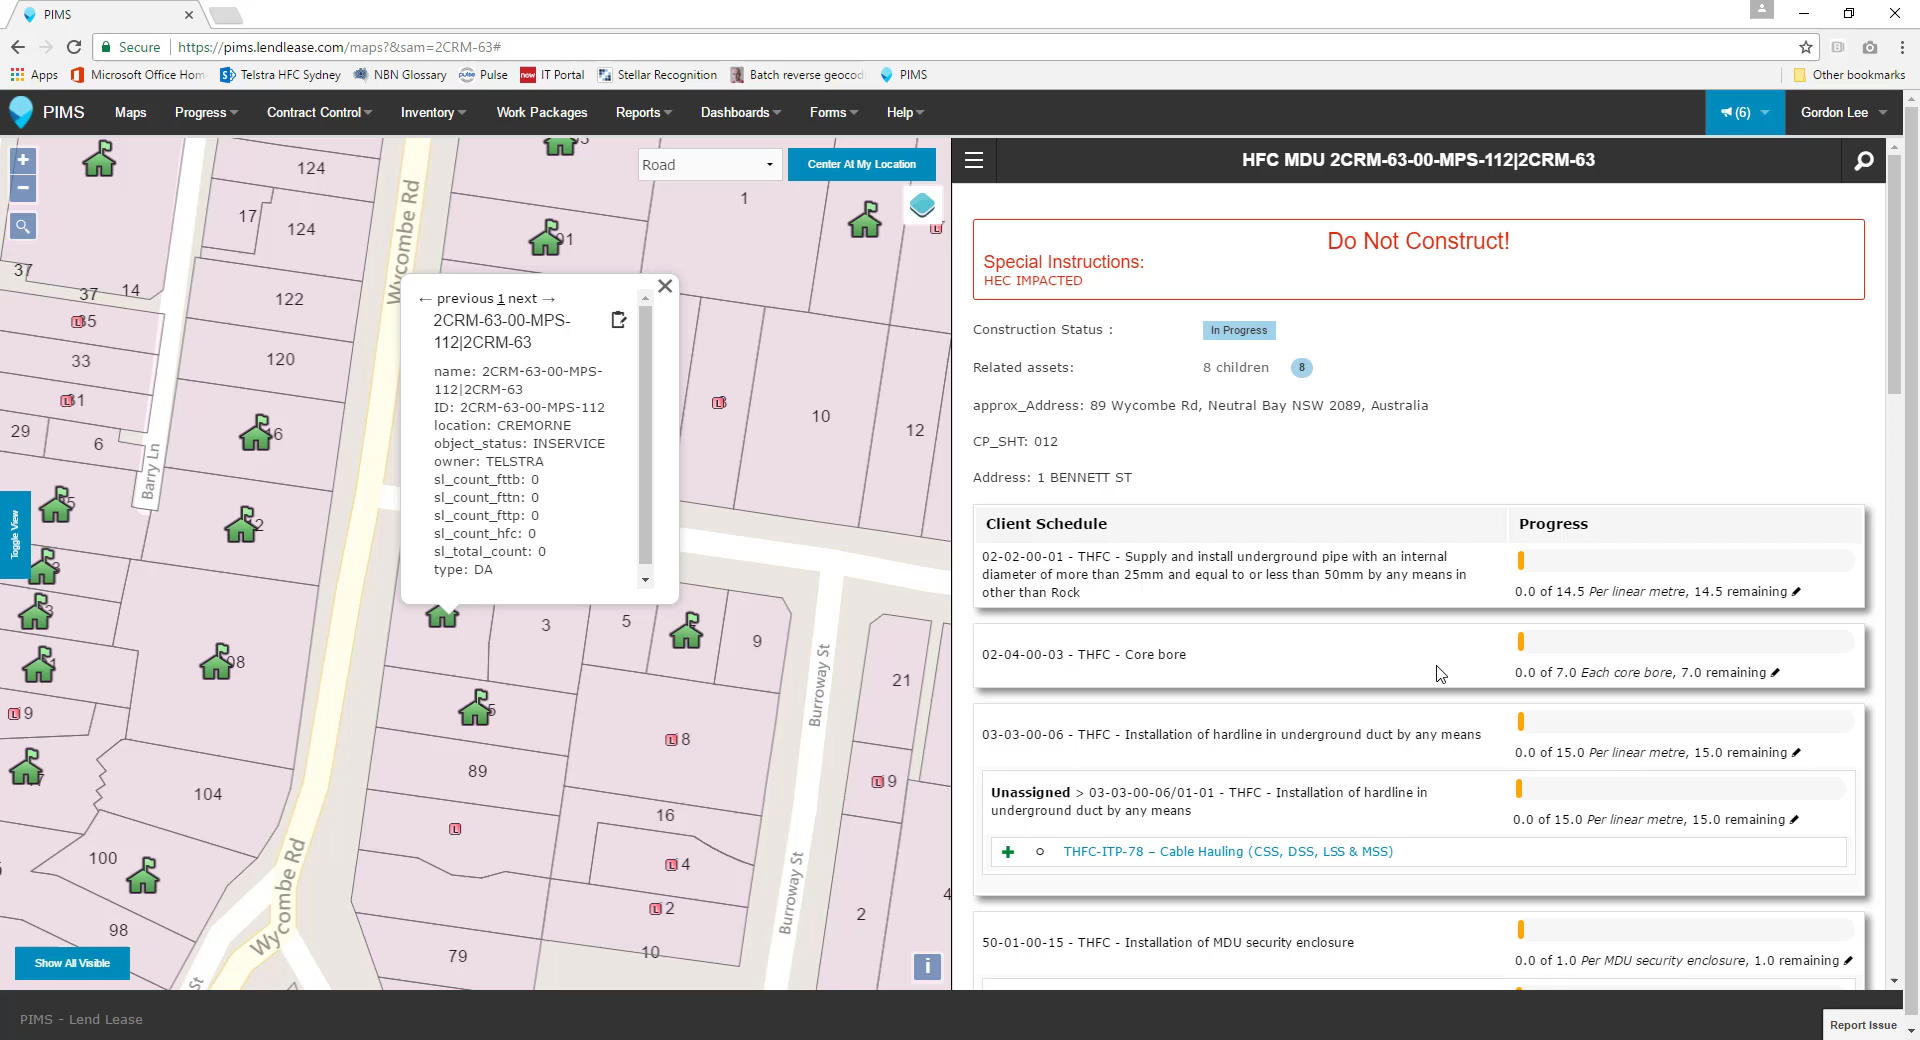 PIMS
Secure | https://pims.lendlease.com/maps?&sam=2CRM-63#
Apps Microsoft Office Hom Telstra HFC Sydney NBN Glossary Pulse IT Portal Stellar Recognition Batch reverse geocod PIMS Other bookmarks
PIMS Maps Progress Contract Control Inventory Work Packages Reports Dashboards Forms Help (6) Gordon Lee
Road
Center At My Location
Toggle View
Show All Visible
124
17
124
122
120
37
37
14
35
33
31
29
6
9
104
100
98
1
10
12
3
5
9
21
8
89
16
4
2
10
79
2
19
Wycombe Rd
Barry Ln
Wycombe Rd
Burroway St
Burroway St
St
← previous 1 next →
2CRM-63-00-MPS-
112|2CRM-63
name: 2CRM-63-00-MPS-
112|2CRM-63
ID: 2CRM-63-00-MPS-112
location: CREMORNE
object_status: INSERVICE
owner: TELSTRA
sl_count_fttb: 0
sl_count_fttn: 0
sl_count_fttp: 0
sl_count_hfc: 0
sl_total_count: 0
type: DA
HFC MDU 2CRM-63-00-MPS-112|2CRM-63
Do Not Construct!
Special Instructions:
HEC IMPACTED
Construction Status : In Progress
Related assets: 8 children 8
approx_Address: 89 Wycombe Rd, Neutral Bay NSW 2089, Australia
CP_SHT: 012
Address: 1 BENNETT ST
Client Schedule Progress
02-02-00-01 - THFC - Supply and install underground pipe with an internal
diameter of more than 25mm and equal to or less than 50mm by any means in
other than Rock
0.0 of 14.5 Per linear metre, 14.5 remaining
02-04-00-03 - THFC - Core bore
0.0 of 7.0 Each core bore, 7.0 remaining
03-03-00-06 - THFC - Installation of hardline in underground duct by any means
0.0 of 15.0 Per linear metre, 15.0 remaining
Unassigned > 03-03-00-06/01-01 - THFC - Installation of hardline in
underground duct by any means
0.0 of 15.0 Per linear metre, 15.0 remaining
THFC-ITP-78 – Cable Hauling (CSS, DSS, LSS & MSS)
50-01-00-15 - THFC - Installation of MDU security enclosure
0.0 of 1.0 Per MDU security enclosure, 1.0 remaining
PIMS - Lend Lease
Report Issue